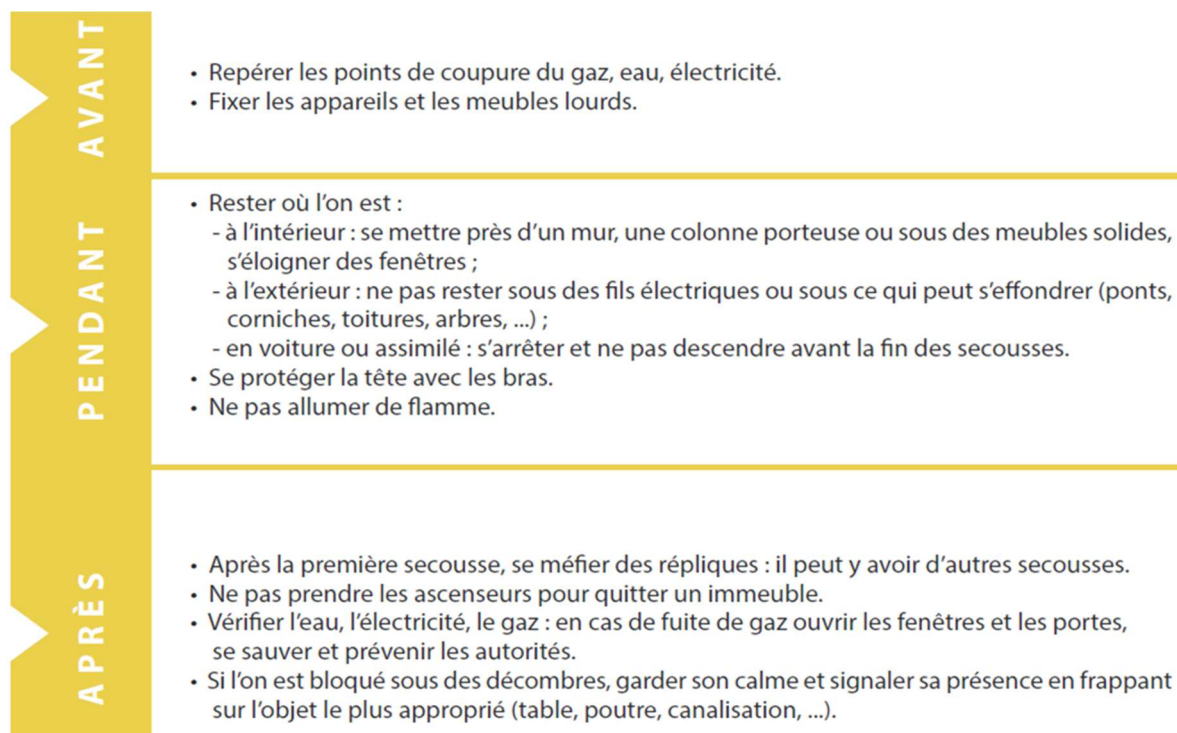 AVANT
• Repérer les points de coupure du gaz, eau, électricité.
• Fixer les appareils et les meubles lourds.
PENDANT
• Rester où l'on est :
- à l'intérieur : se mettre près d'un mur, une colonne porteuse ou sous des meubles solides,
s'éloigner des fenêtres ;
- à l'extérieur : ne pas rester sous des fils électriques ou sous ce qui peut s'effondrer (ponts,
corniches, toitures, arbres, ...) ;
- en voiture ou assimilé : s'arrêter et ne pas descendre avant la fin des secousses.
• Se protéger la tête avec les bras.
• Ne pas allumer de flamme.
APRÈS
• Après la première secousse, se méfier des répliques : il peut y avoir d'autres secousses.
• Ne pas prendre les ascenseurs pour quitter un immeuble.
• Vérifier l'eau, l'électricité, le gaz : en cas de fuite de gaz ouvrir les fenêtres et les portes,
se sauver et prévenir les autorités.
• Si l'on est bloqué sous des décombres, garder son calme et signaler sa présence en frappant
sur l'objet le plus approprié (table, poutre, canalisation, ...).